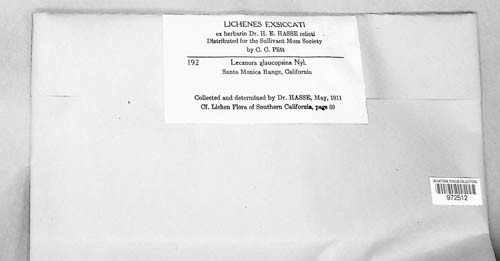 LICHENES EXSICCATI
ex herbario Dr. H. E. HASSE relicti
Distributed for the Sullivant Moss Society
by C. C. Plitt
192 Lecanora glaucopsina Nyl.
Santa Monica Range, California
Collected and determined by Dr. HASSE, May, 1911
Cf. Lichen Flora of Southern California, page 89
972512